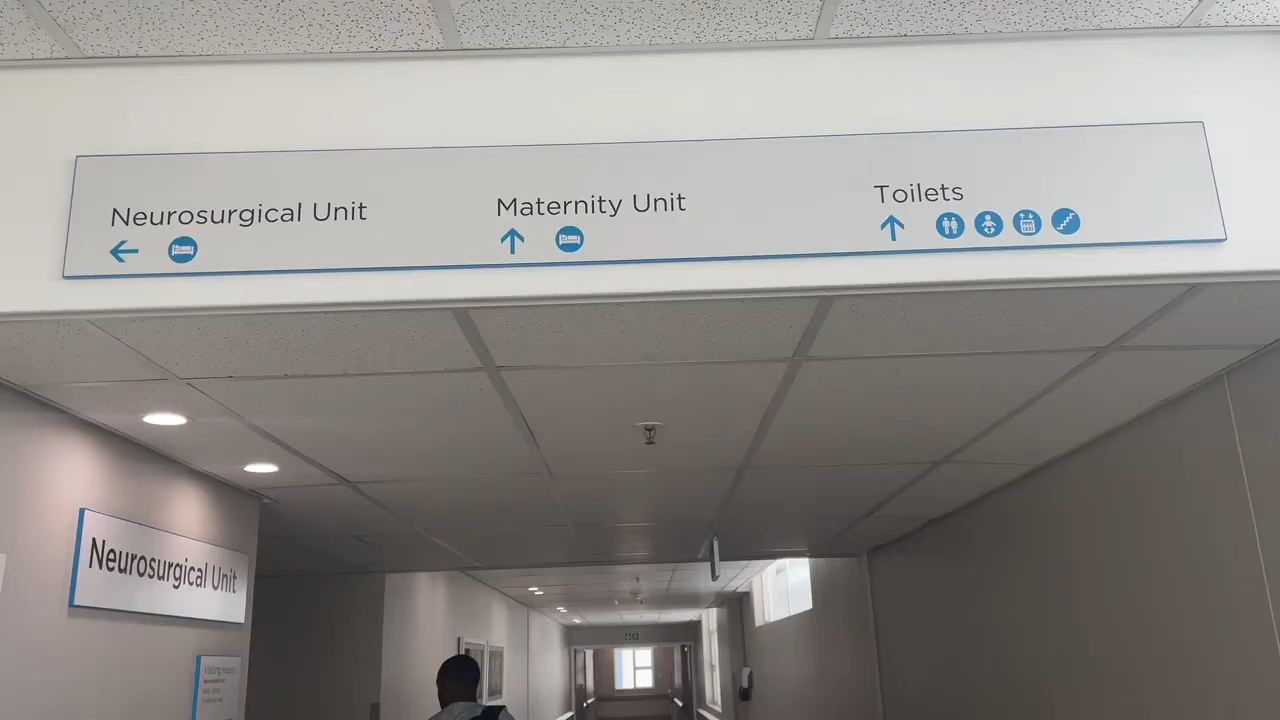 Neurosurgical Unit
Maternity Unit
Toilets
Neurosurgical Unit
Visiting Hours